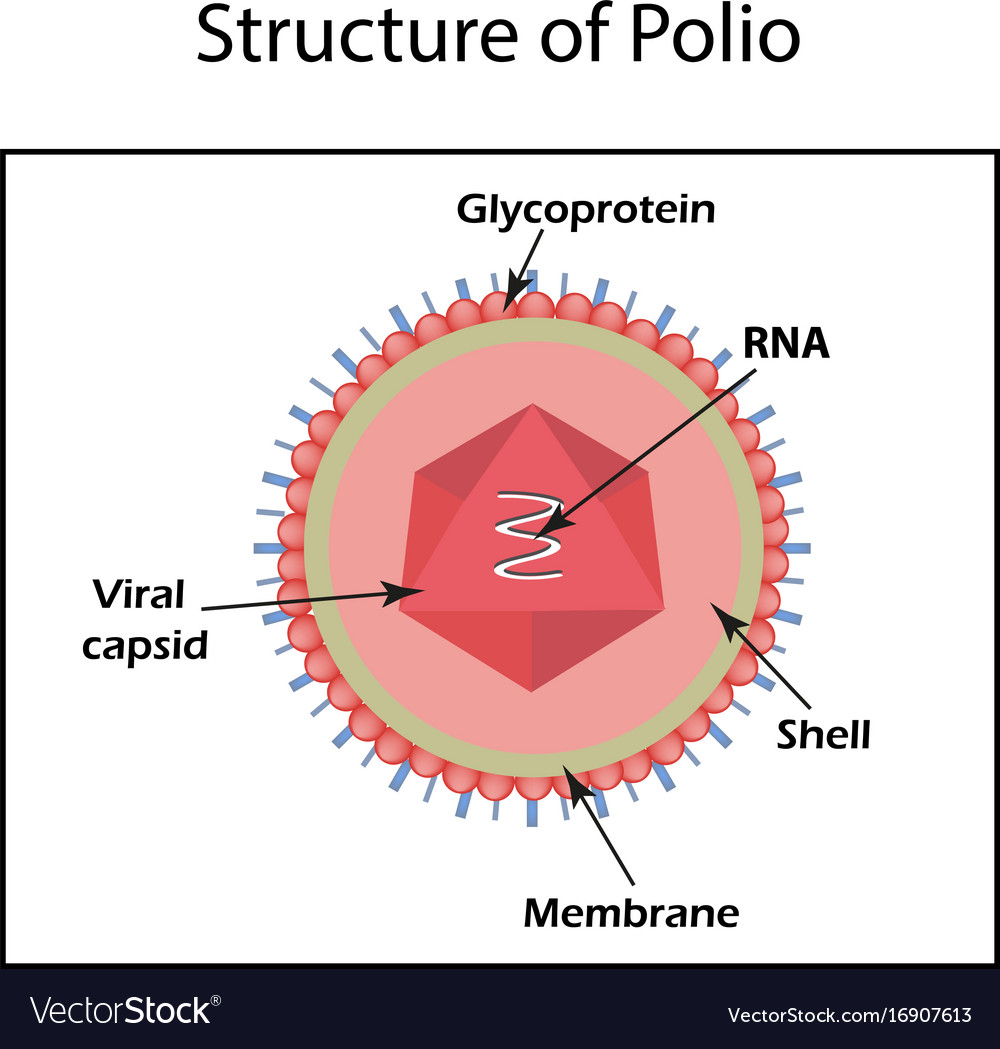 Structure of Polio
Glycoprotein
RNA
Viral
capsid
Shell
Membrane
VectorStock®
VectorStock.com/16907613